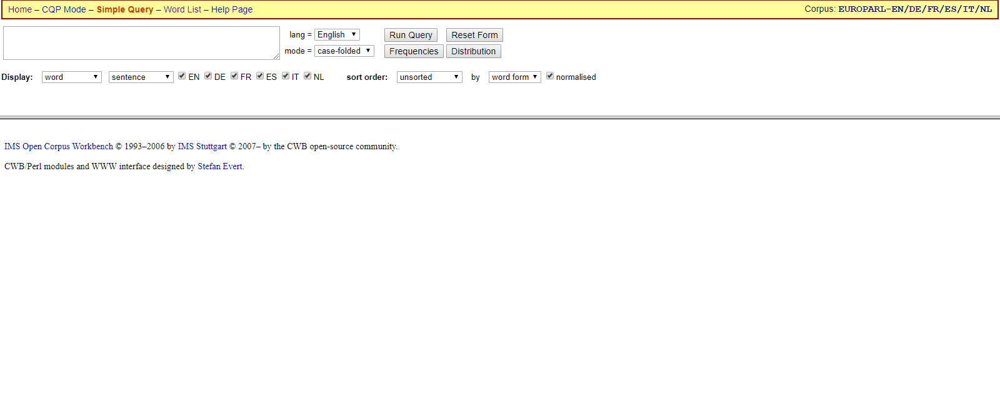 Home – CQP Mode – Simple Query – Word List – Help Page Corpus: EUROPARL-EN/DE/FR/ES/IT/NL
lang = English Run Query Reset Form
mode = case-folded Frequencies Distribution
Display: word sentence EN DE FR ES IT NL sort order: unsorted by word form normalised
IMS Open Corpus Workbench © 1993–2006 by IMS Stuttgart © 2007– by the CWB open-source community.
CWB/Perl modules and WWW interface designed by Stefan Evert.